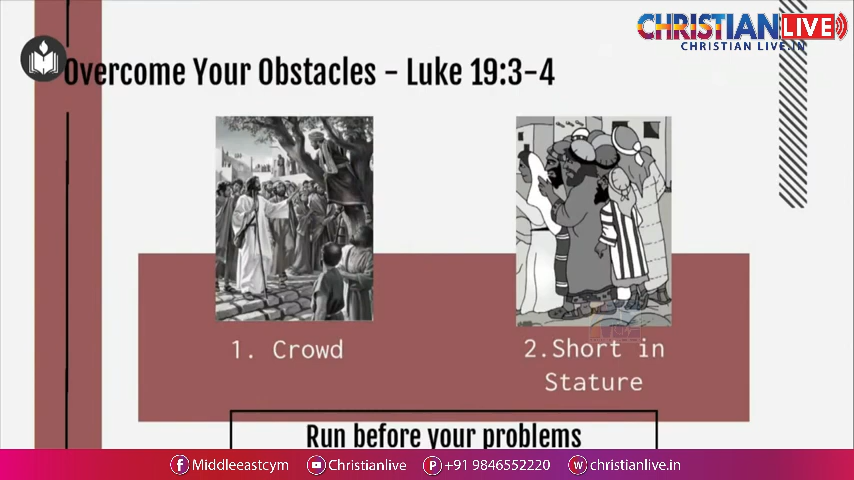 CHRISTIAN LIVE
CHRISTIAN LIVE.IN
Overcome Your Obstacles - Luke 19:3-4
1. Crowd
2.Short in
Stature
Run before your problems
Middleeastcym
Christianlive
+91 9846552220
christianlive.in